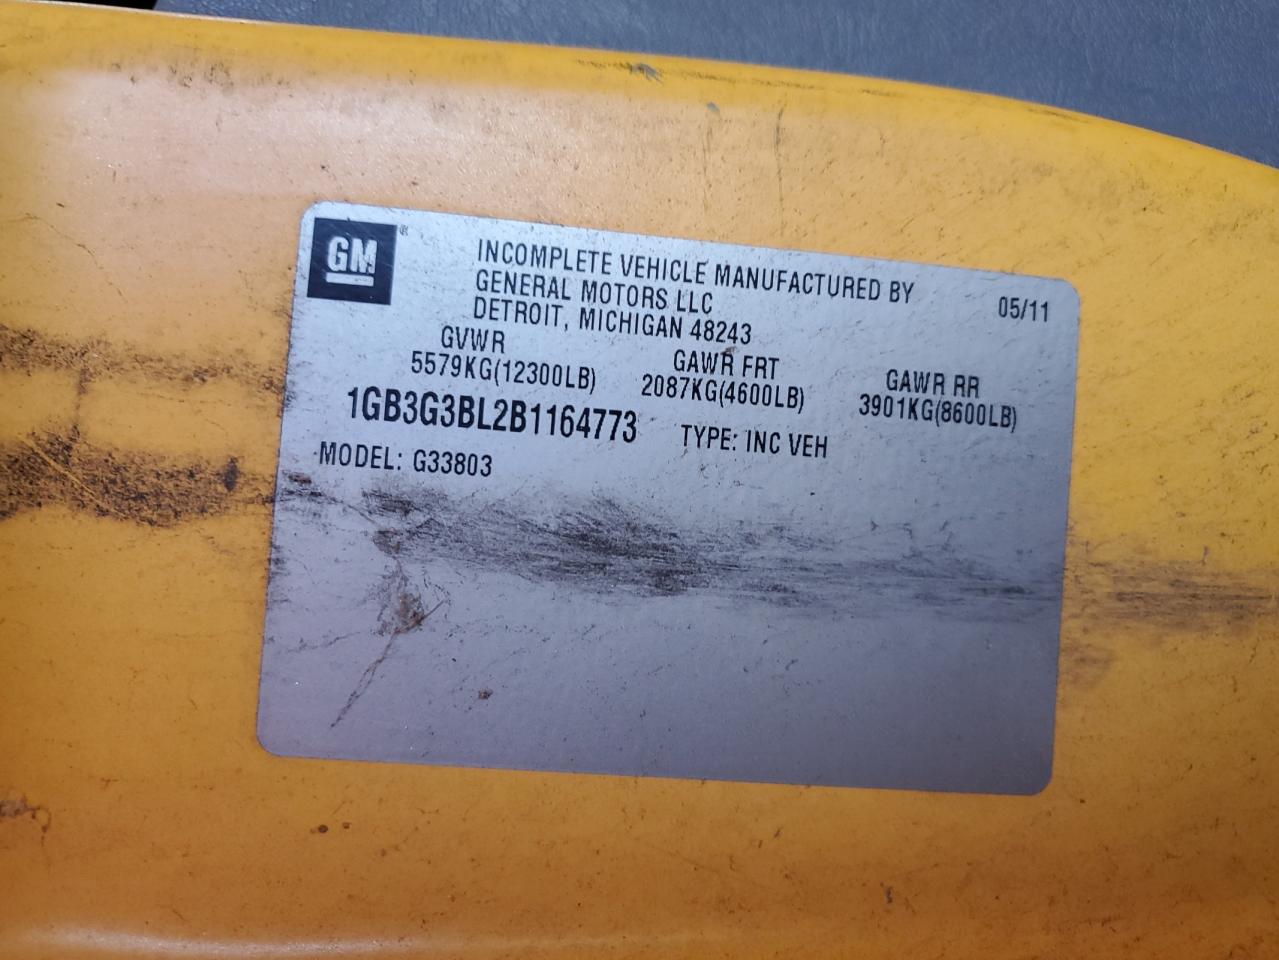 GM®
INCOMPLETE VEHICLE MANUFACTURED BY
GENERAL MOTORS LLC
DETROIT, MICHIGAN 48243
05/11
GVWR GAWR FRT GAWR RR
5579KG(12300LB) 2087KG(4600LB) 3901KG(8600LB)
1GB3G3BL2B1164773 TYPE: INC VEH
MODEL: G33803